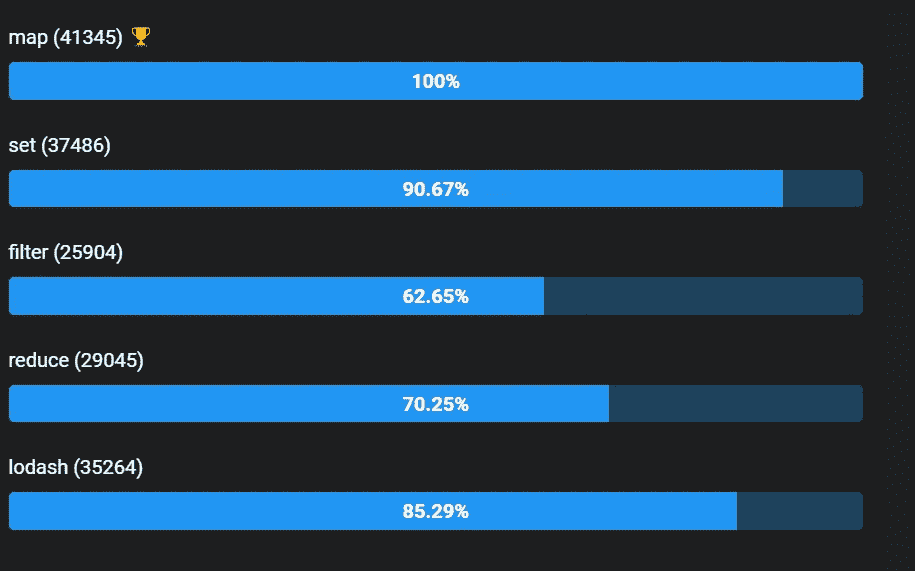 map (41345) 🏆
100%
set (37486)
90.67%
filter (25904)
62.65%
reduce (29045)
70.25%
lodash (35264)
85.29%